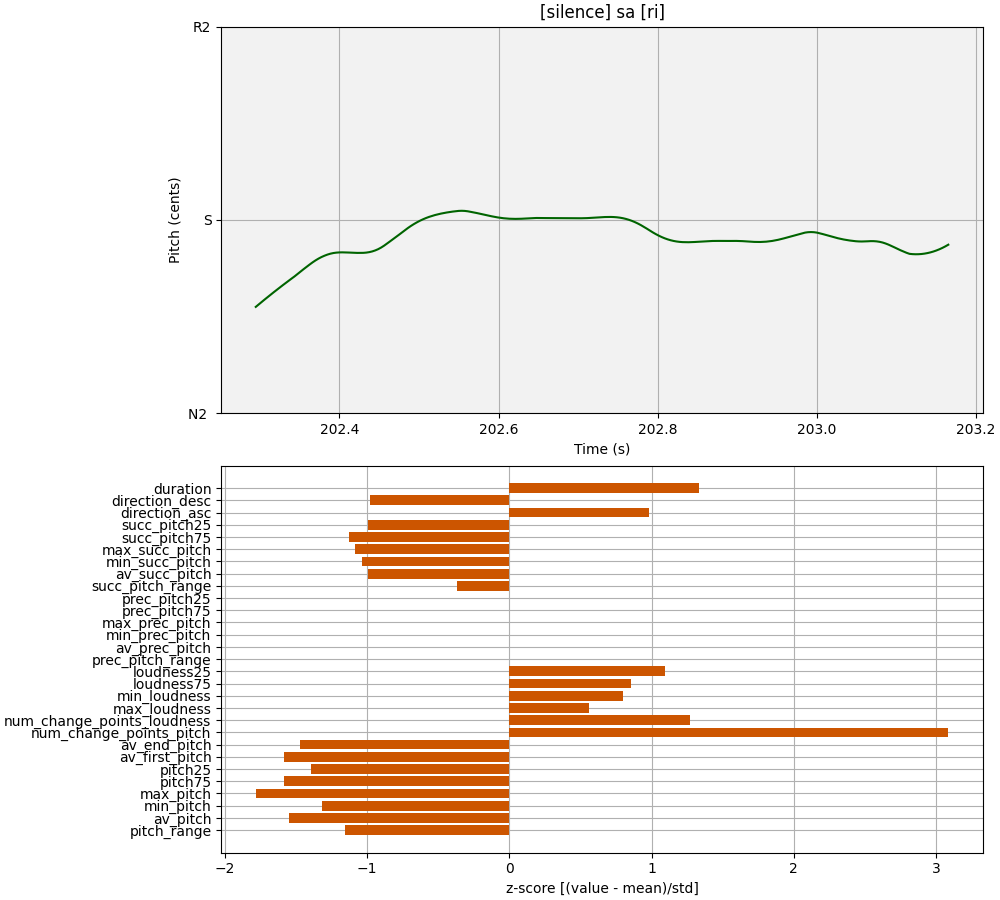 [silence] sa [ri]
R2
S
N2
Pitch (cents)
202.4 202.6 202.8 203.0 203.2
Time (s)
duration
direction_desc
direction_asc
succ_pitch25
succ_pitch75
max_succ_pitch
min_succ_pitch
av_succ_pitch
succ_pitch_range
prec_pitch25
prec_pitch75
max_prec_pitch
min_prec_pitch
av_prec_pitch
prec_pitch_range
loudness25
loudness75
min_loudness
max_loudness
num_change_points_loudness
num_change_points_pitch
av_end_pitch
av_first_pitch
pitch25
pitch75
max_pitch
min_pitch
av_pitch
pitch_range
−2 −1 0 1 2 3
z-score [(value - mean)/std]